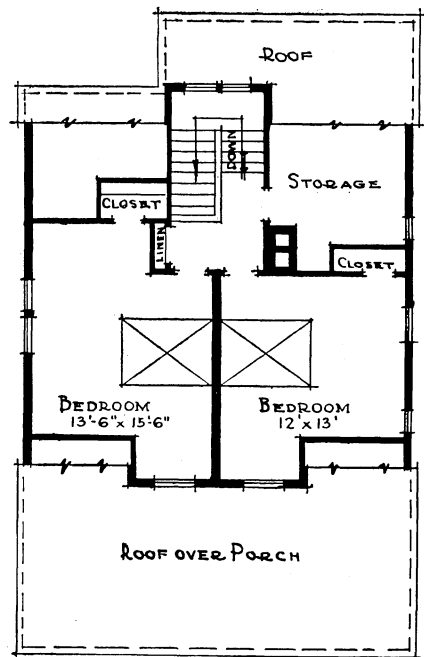 ROOF
DOWN
STORAGE
CLOSET
LINEN
CLOSET
BEDROOM
13'-6" x 15'-6"
BEDROOM
12' x 13'
ROOF OVER PORCH